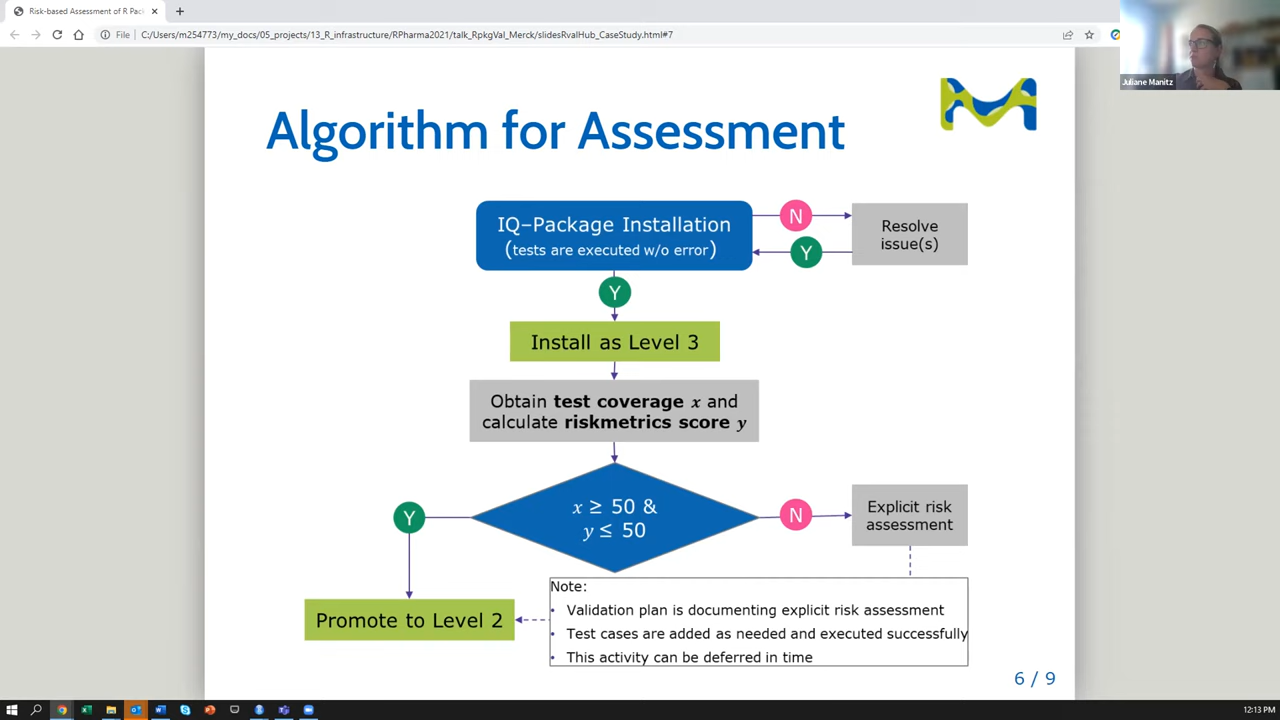 Risk-based Assessment of R Pack
File
C:/Users/m254773/my_docs/05_projects/13_R_infrastructure/RPharma2021/talk_RpkgVal_Merck/slidesRvalHub_CaseStudy.html#7
Juliane Manitz
Algorithm for Assessment
IQ–Package Installation
(tests are executed w/o error)
N
Y
Resolve
issue(s)
Y
Install as Level 3
Obtain test coverage x and
calculate riskmetrics score y
x ≥ 50 &
y ≤ 50
Y
N
Explicit risk
assessment
Note:
• Validation plan is documenting explicit risk assessment
• Test cases are added as needed and executed successfully
• This activity can be deferred in time
Promote to Level 2
6 / 9
12:13 PM